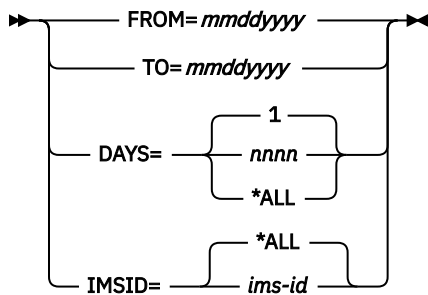 FROM=mmddyyyy
TO=mmddyyyy
1
DAYS= nnnn
*ALL
*ALL
IMSID= ims-id